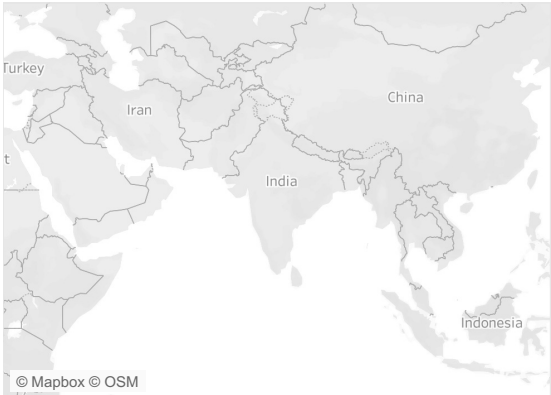 Turkey
China
Iran
t
India
Indonesia
© Mapbox © OSM